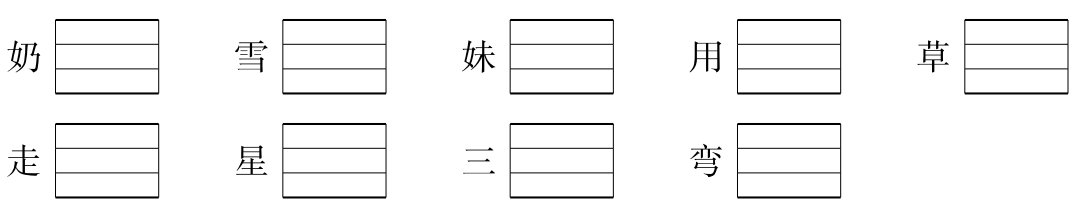 奶 雪 妹 用 草
走 星 三 弯